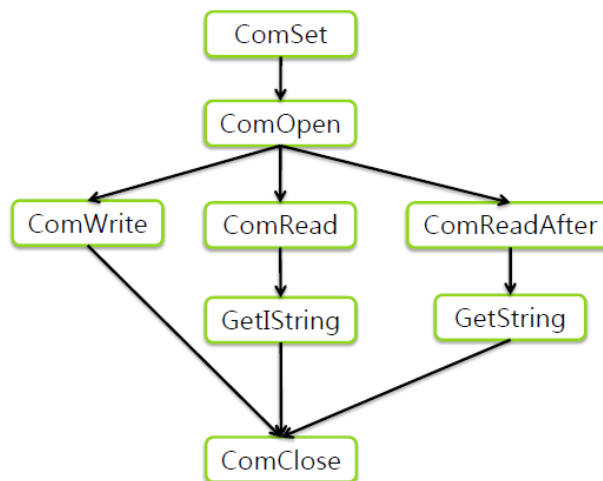 ComSet
ComOpen
ComWrite
ComRead
ComReadAfter
GetIString
GetString
ComClose